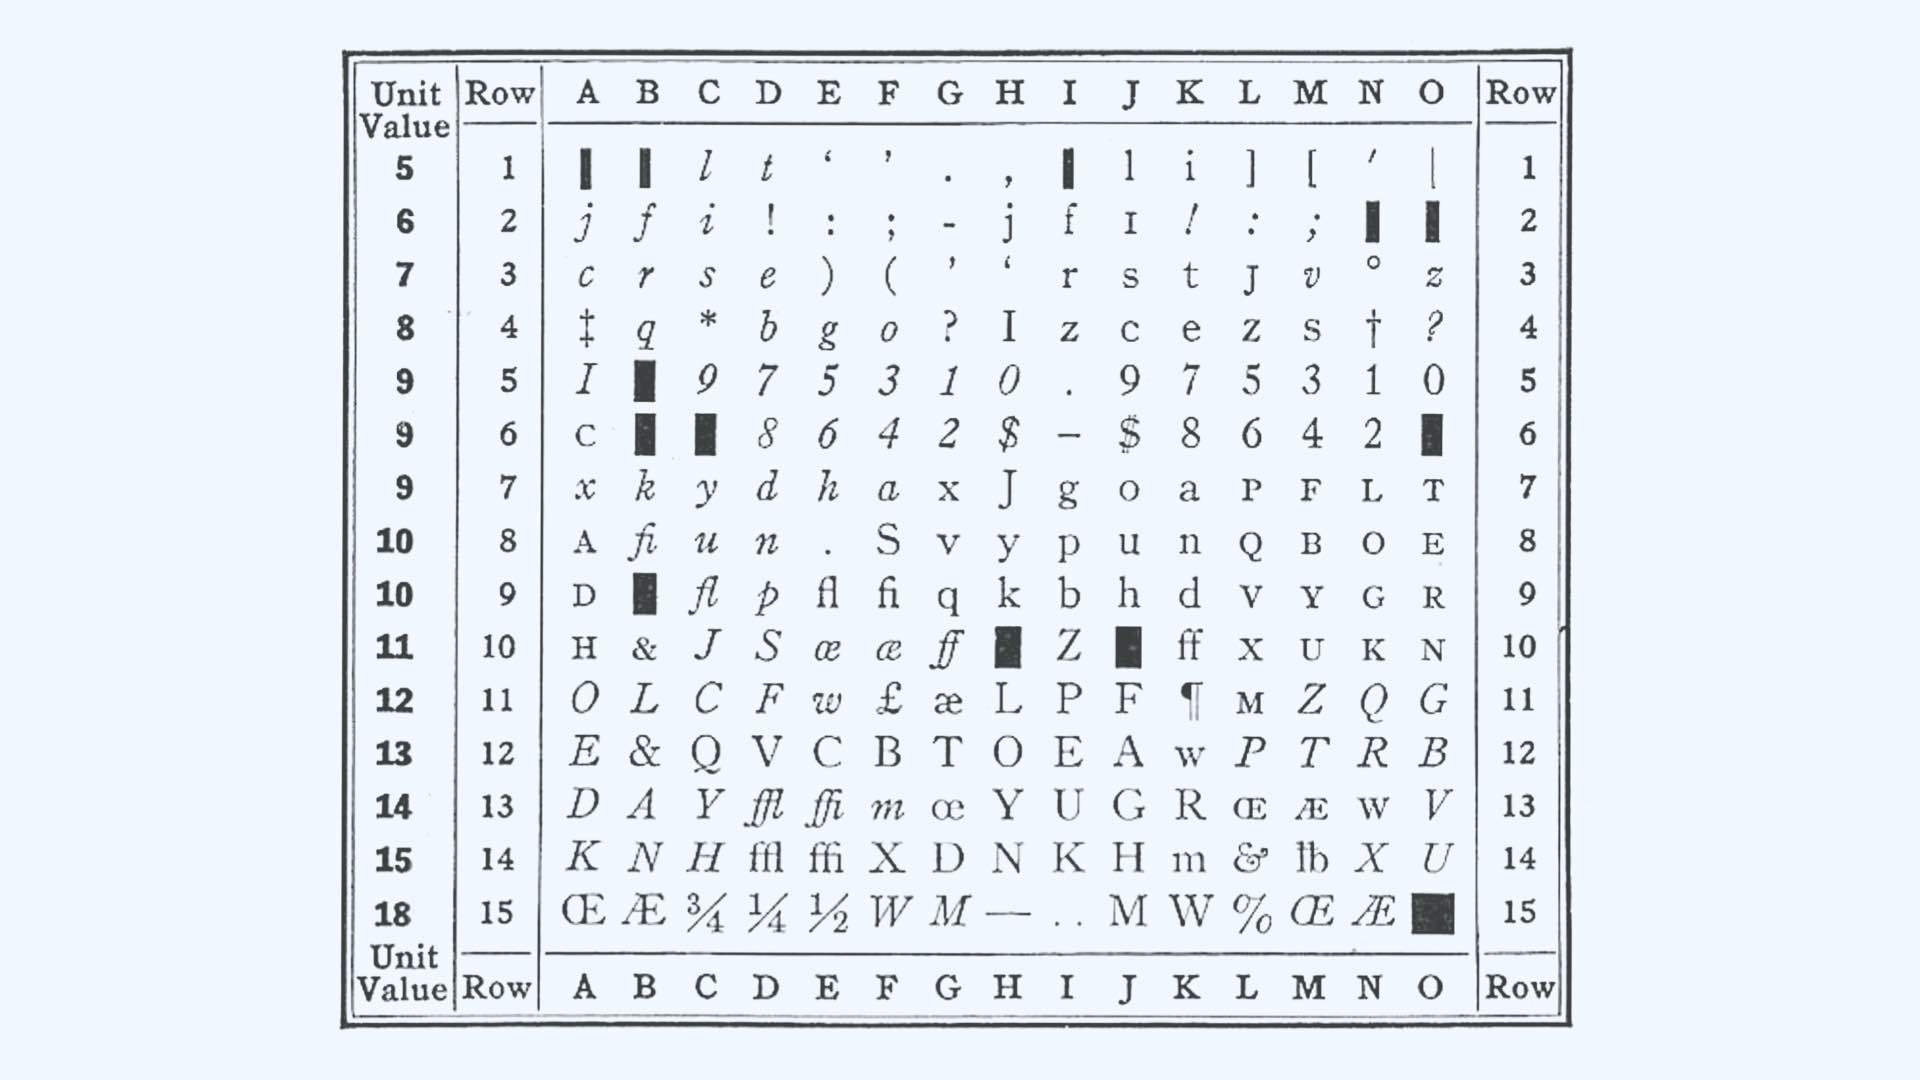 Unit Row A B C D E F G H I J K L M N O Row
Value
5 1 l t ‘ ’ . , l i ] [ ′ | 1
6 2 j f i ! : ; - j f ɪ ! : ; 2
7 3 c r s e ) ( ’ ‘ r s t ᴊ v ° z 3
8 4 ‡ q * b g o ? I z c e ᴢ s † ? 4
9 5 I 9 7 5 3 1 0 . 9 7 5 3 1 0 5
9 6 ᴄ 8 6 4 2 $ – $ 8 6 4 2 6
9 7 x k y d h a x J g o a ᴘ ꜰ ʟ ᴛ 7
10 8 ᴀ fi u n . S v y p u n Q ʙ ᴏ ᴇ 8
10 9 ᴅ fl p fl fi q k b h d ᴠ ʏ ɢ ʀ 9
11 10 ʜ & J S œ æ ff Z ff x ᴜ ᴋ ɴ 10
12 11 O L C F w £ æ L P F ¶ ᴍ Z Q G 11
13 12 E & Q V C B T O E A w P T R B 12
14 13 D A Y ffl ffi m œ Y U G R Œ Æ ᴡ V 13
15 14 K N H ffl ffi X D N K H m & lb X U 14
18 15 Œ Æ ¾ ¼ ½ W M — .. M W % Œ Æ 15
Unit
Value Row A B C D E F G H I J K L M N O Row